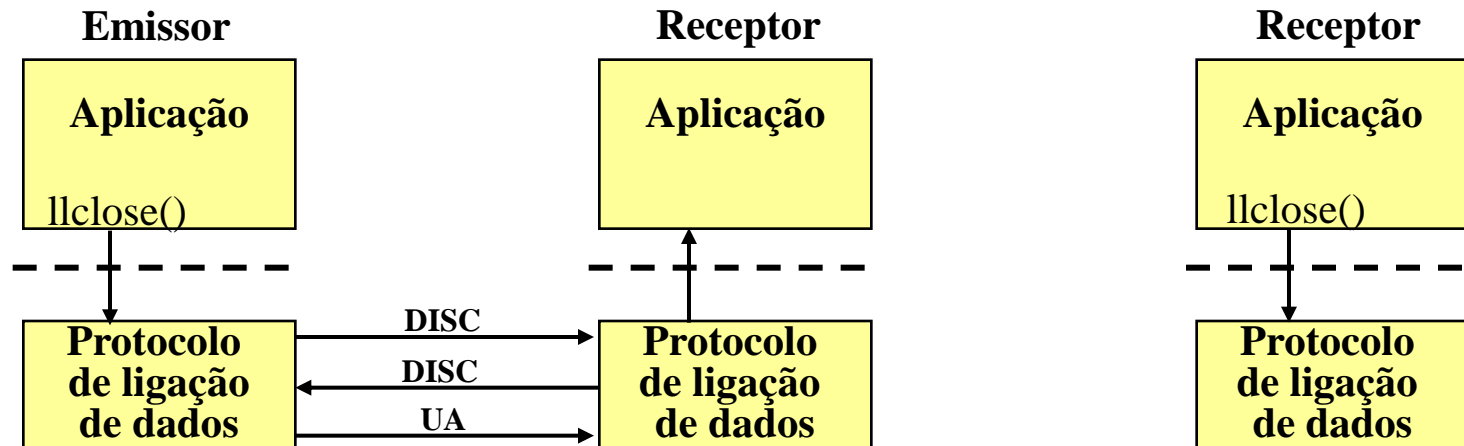 Emissor
Receptor
Receptor
Aplicação
Aplicação
Aplicação
llclose()
llclose()
DISC
DISC
UA
Protocolo
de ligação
de dados
Protocolo
de ligação
de dados
Protocolo
de ligação
de dados